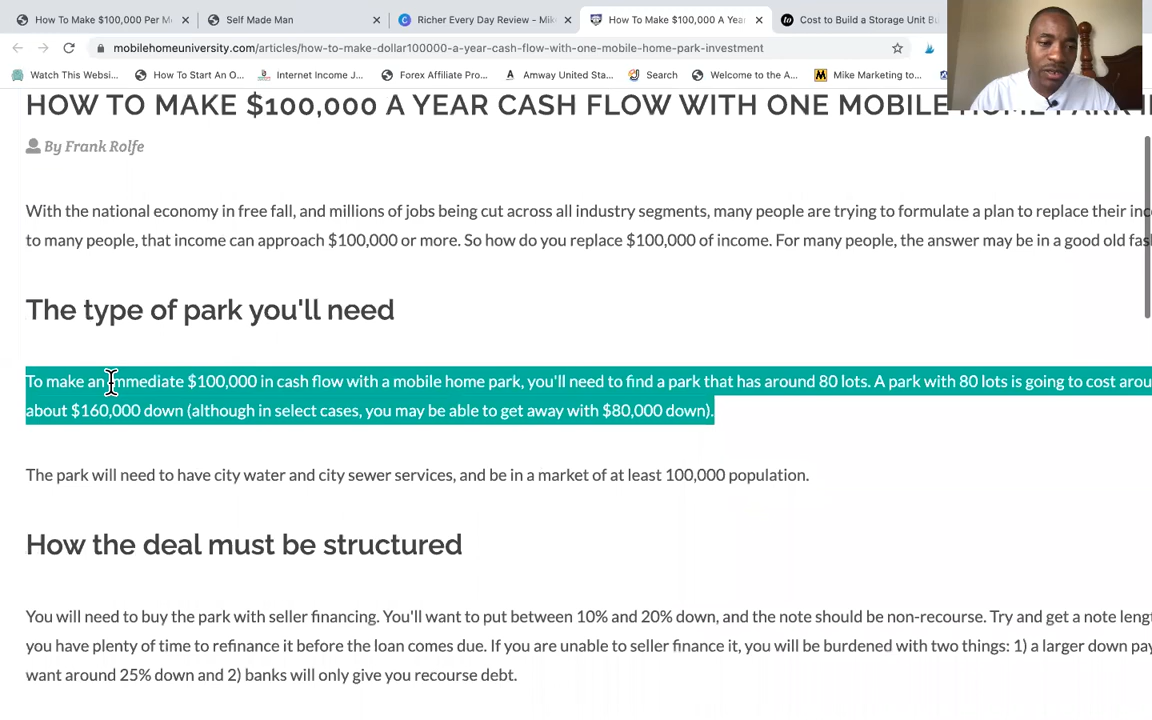 How To Make $100,000 Per M
Self Made Man
Richer Every Day Review - Mik
How To Make $100,000 A Yea
Cost to Build a Storage Unit Bu
mobilehomeuniversity.com/articles/how-to-make-dollar100000-a-year-cash-flow-with-one-mobile-home-park-investment
Watch This Websi...
How To Start An O...
Internet Income J...
Forex Affiliate Pro...
Amway United Sta...
Search
Welcome to the A...
Mike Marketing to...
HOW TO MAKE $100,000 A YEAR CASH FLOW WITH ONE MOBILE HOME PARK I
By Frank Rolfe
With the national economy in free fall, and millions of jobs being cut across all industry segments, many people are trying to formulate a plan to replace their inc
to many people, that income can approach $100,000 or more. So how do you replace $100,000 of income. For many people, the answer may be in a good old fas
The type of park you'll need
To make an immediate $100,000 in cash flow with a mobile home park, you'll need to find a park that has around 80 lots. A park with 80 lots is going to cost arou
about $160,000 down (although in select cases, you may be able to get away with $80,000 down).
The park will need to have city water and city sewer services, and be in a market of at least 100,000 population.
How the deal must be structured
You will need to buy the park with seller financing. You'll want to put between 10% and 20% down, and the note should be non-recourse. Try and get a note lengt
you have plenty of time to refinance it before the loan comes due. If you are unable to seller finance it, you will be burdened with two things: 1) a larger down pay
want around 25% down and 2) banks will only give you recourse debt.